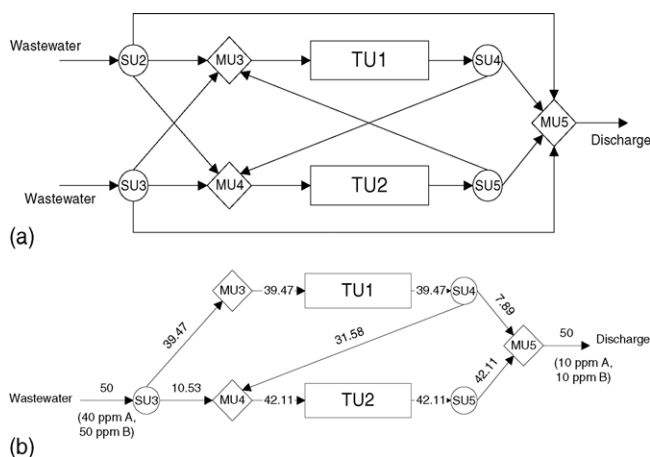 Wastewater
SU2
MU3
TU1
SU4
MU5
Discharge
Wastewater
SU3
MU4
TU2
SU5
(a)
MU3
39.47
TU1
39.47
SU4
7.89
39.47
31.58
50
Discharge
MU5
(10 ppm A,
10 ppm B)
50
10.53
42.11
Wastewater
SU3
MU4
42.11
TU2
42.11
SU5
(40 ppm A,
50 ppm B)
(b)